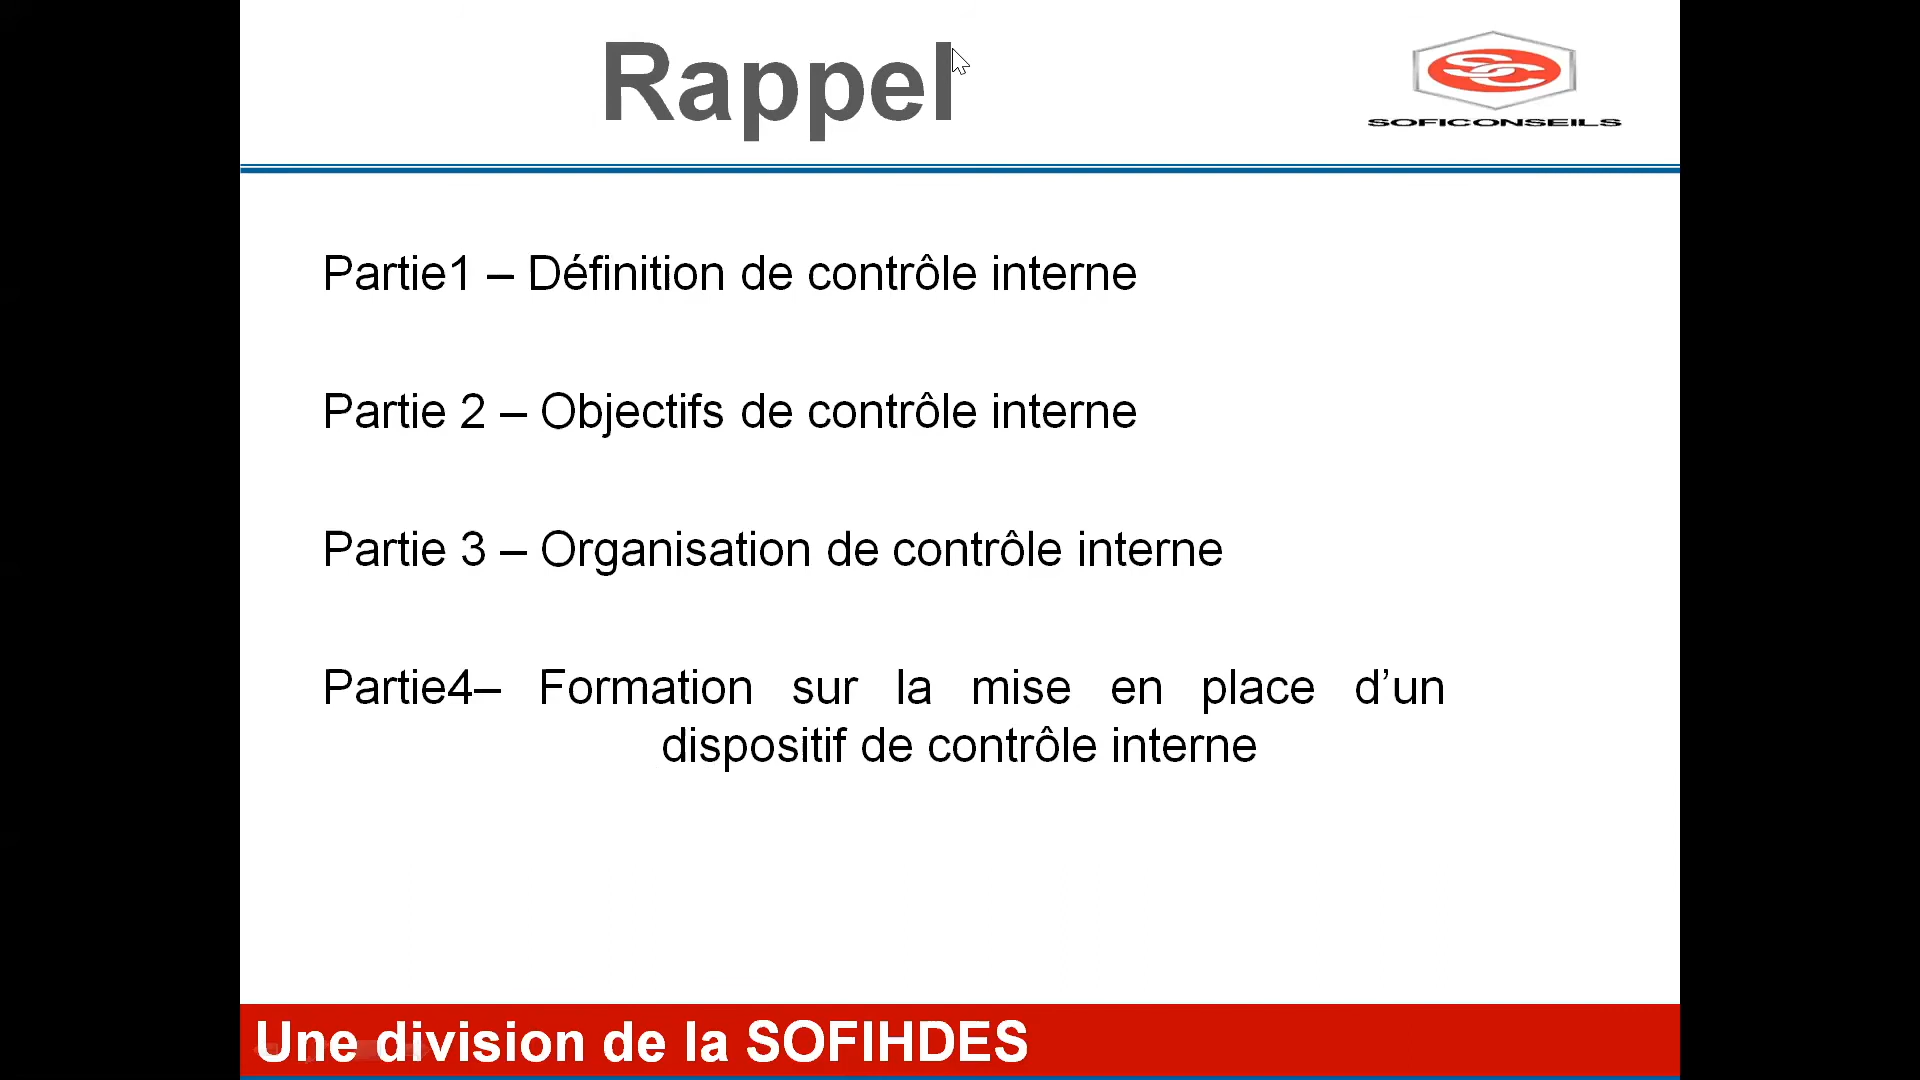 Rappel
SC
SOFICONSEILS
Partie1 – Définition de contrôle interne
Partie 2 – Objectifs de contrôle interne
Partie 3 – Organisation de contrôle interne
Partie4– Formation sur la mise en place d’un
dispositif de contrôle interne
Une division de la SOFIHDES